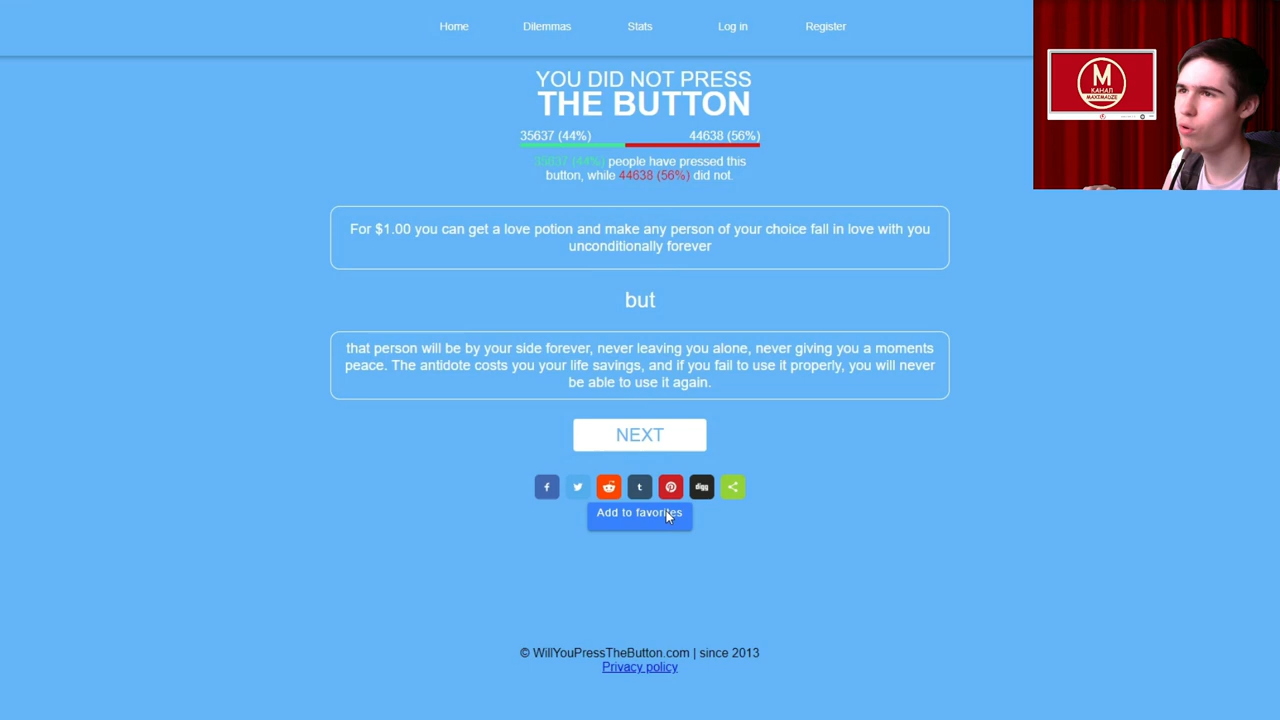 Home Dilemmas Stats Log in Register
YOU DID NOT PRESS
THE BUTTON
35637 (44%) 44638 (56%)
35637 (44%) people have pressed this
button, while 44638 (56%) did not.
For $1.00 you can get a love potion and make any person of your choice fall in love with you
unconditionally forever
but
that person will be by your side forever, never leaving you alone, never giving you a moments
peace. The antidote costs you your life savings, and if you fail to use it properly, you will never
be able to use it again.
NEXT
digg
Add to favorites
© WillYouPressTheButton.com | since 2013
Privacy policy
М
КАНАЛ
MAXIMADZE